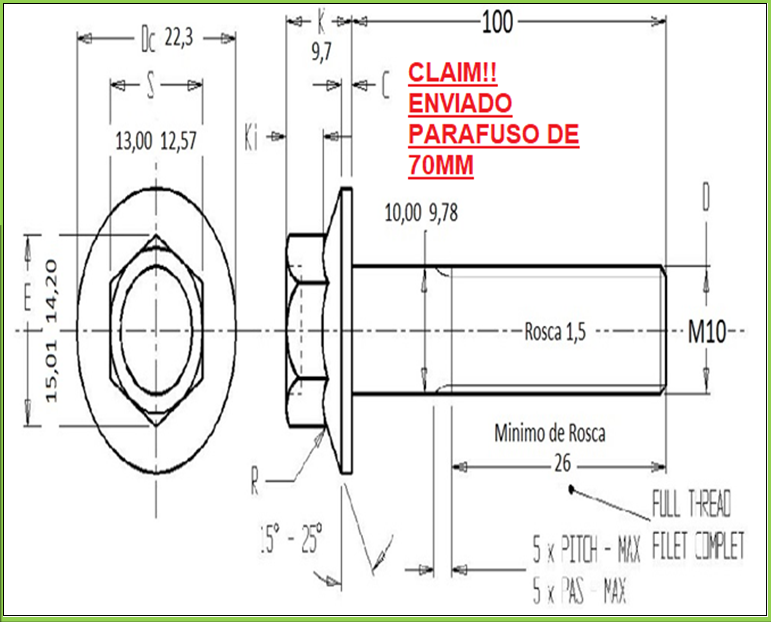 K
100
Dc 22,3
9,7
CLAIM!!
ENVIADO
PARAFUSO DE
70MM
S
C
Ki
13,00 12,57
10,00 9,78
D
E
15,01 14,20
Rosca 1,5
M10
Minimo de Rosca
26
R
FULL THREAD
FILET COMPLET
15° - 25°
5 x PITCH - MAX
5 x PAS - MAX